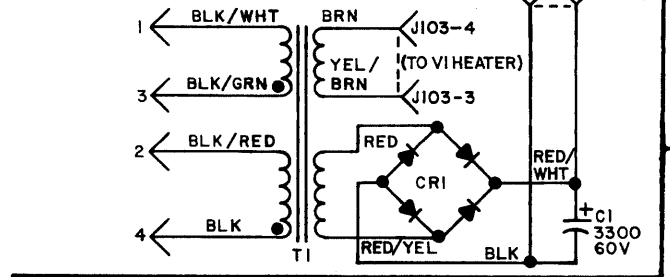 1 BLK/WHT BRN J103-4
YEL/ (TO V1 HEATER)
3 BLK/GRN BRN J103-3
2 BLK/RED RED
RED/
WHT
CR1
+ C1
3300
60V
4 BLK RED/YEL BLK
T1